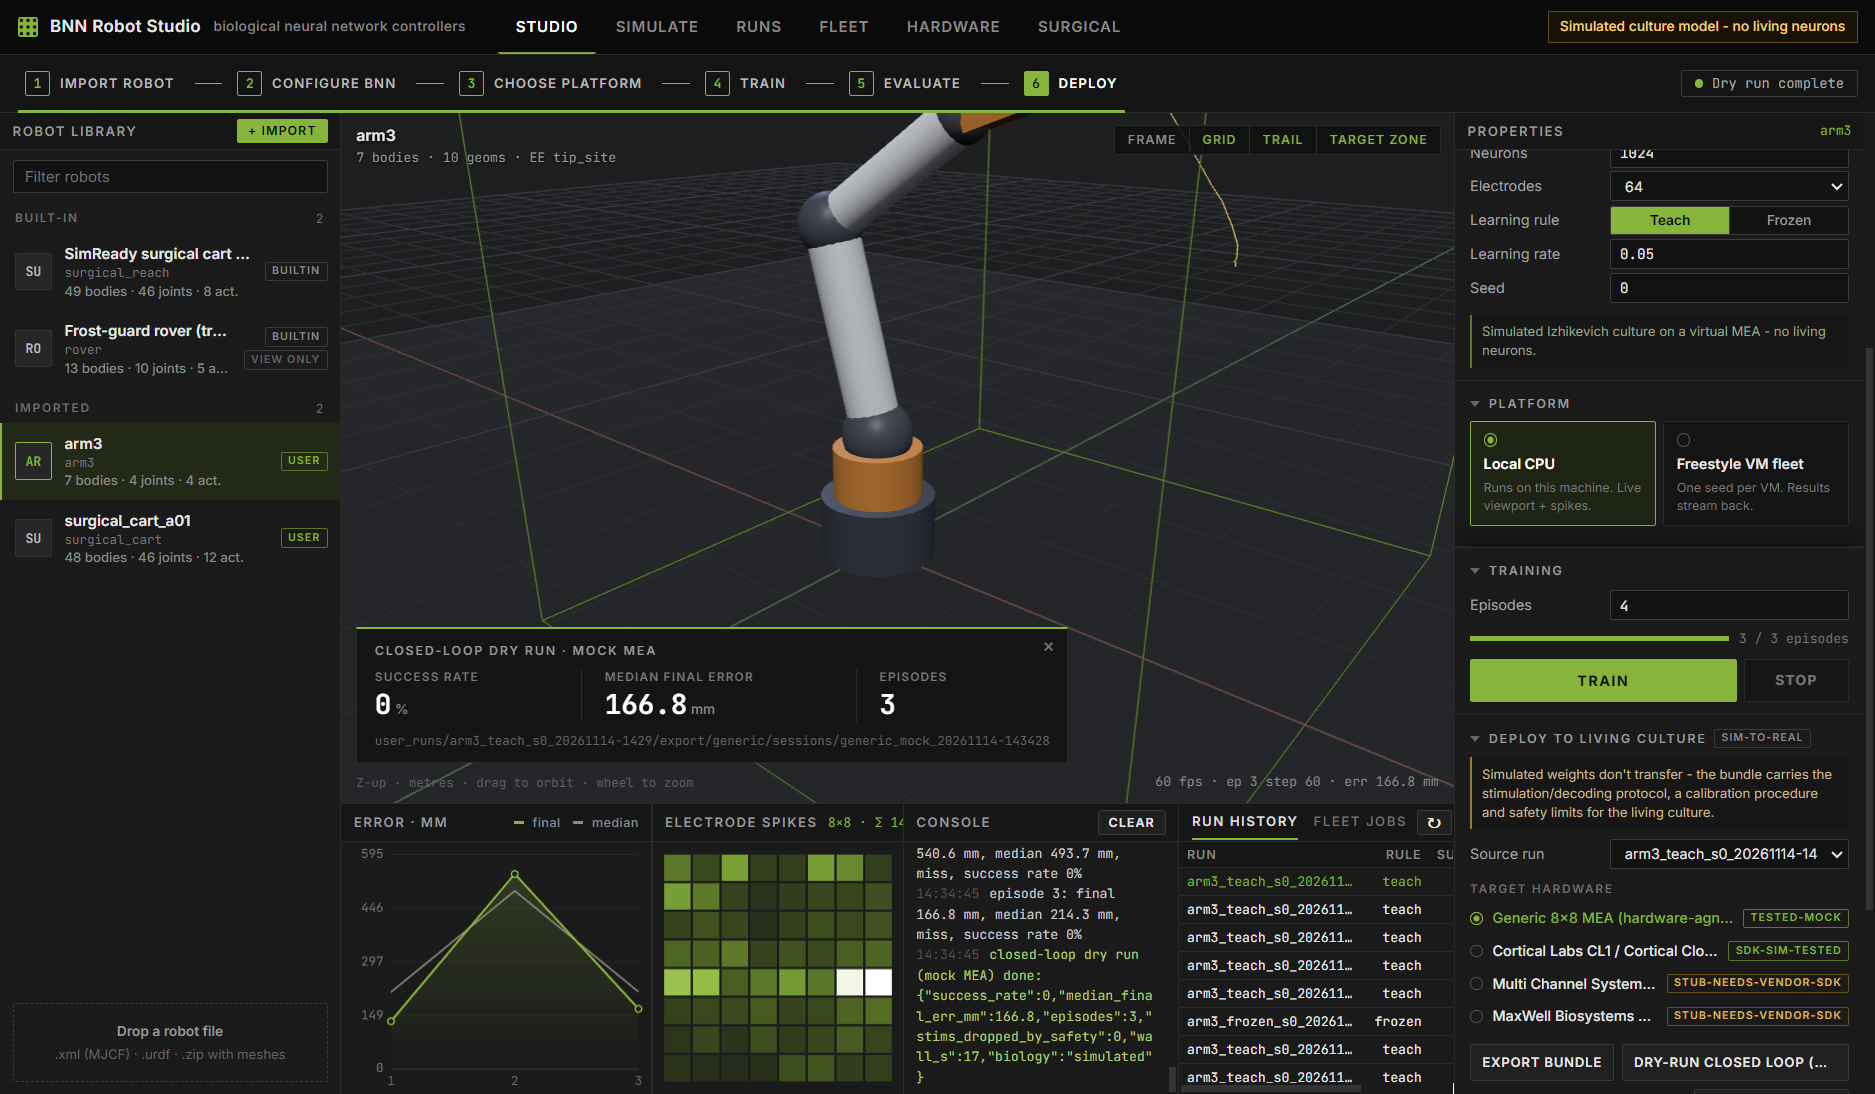 BNN Robot Studio biological neural network controllers
STUDIO SIMULATE RUNS FLEET HARDWARE SURGICAL
Simulated culture model - no living neurons
1 IMPORT ROBOT 2 CONFIGURE BNN 3 CHOOSE PLATFORM 4 TRAIN 5 EVALUATE 6 DEPLOY
Dry run complete
ROBOT LIBRARY
+ IMPORT
Filter robots
BUILT-IN 2
SU
SimReady surgical cart ...
surgical_reach
49 bodies · 46 joints · 8 act.
BUILTIN
RO
Frost-guard rover (tr...
rover
13 bodies · 10 joints · 5 a...
BUILTIN
VIEW ONLY
IMPORTED 2
AR
arm3
arm3
7 bodies · 4 joints · 4 act.
USER
SU
surgical_cart_a01
surgical_cart
48 bodies · 46 joints · 12 act.
USER
Drop a robot file
.xml (MJCF) · .urdf · .zip with meshes
arm3
7 bodies · 10 geoms · EE tip_site
FRAME GRID TRAIL TARGET ZONE
CLOSED-LOOP DRY RUN · MOCK MEA
×
SUCCESS RATE
0 %
MEDIAN FINAL ERROR
166.8 mm
EPISODES
3
user_runs/arm3_teach_s0_20261114-1429/export/generic/sessions/generic_mock_20261114-143428
Z-up · metres · drag to orbit · wheel to zoom
60 fps · ep 3 step 60 · err 166.8 mm
ERROR · MM
final median
595
446
297
149
0
1 2 3
ELECTRODE SPIKES 8×8 · Σ 14
CONSOLE
CLEAR
540.6 mm, median 493.7 mm,
miss, success rate 0%
14:34:45 episode 3: final
166.8 mm, median 214.3 mm,
miss, success rate 0%
14:34:45 closed-loop dry run
(mock MEA) done:
{"success_rate":0,"median_fina
l_err_mm":166.8,"episodes":3,"
stims_dropped_by_safety":0,"wa
ll_s":17,"biology":"simulated"
}
RUN HISTORY FLEET JOBS ↻
RUN RULE SU
arm3_teach_s0_202611… teach
arm3_teach_s0_202611… teach
arm3_teach_s0_202611… teach
arm3_teach_s0_202611… teach
arm3_teach_s0_202611… teach
arm3_frozen_s0_20261… frozen
arm3_teach_s0_202611… teach
arm3_teach_s0_202611… teach
PROPERTIES arm3
Neurons 1024
Electrodes 64
Learning rule Teach Frozen
Learning rate 0.05
Seed 0
Simulated Izhikevich culture on a virtual MEA - no living
neurons.
PLATFORM
Local CPU
Runs on this machine. Live
viewport + spikes.
Freestyle VM fleet
One seed per VM. Results
stream back.
TRAINING
Episodes 4
3 / 3 episodes
TRAIN STOP
DEPLOY TO LIVING CULTURE SIM-TO-REAL
Simulated weights don't transfer - the bundle carries the
stimulation/decoding protocol, a calibration procedure
and safety limits for the living culture.
Source run arm3_teach_s0_20261114-14
TARGET HARDWARE
Generic 8×8 MEA (hardware-agn... TESTED-MOCK
Cortical Labs CL1 / Cortical Clo... SDK-SIM-TESTED
Multi Channel System... STUB-NEEDS-VENDOR-SDK
MaxWell Biosystems ... STUB-NEEDS-VENDOR-SDK
EXPORT BUNDLE DRY-RUN CLOSED LOOP (...